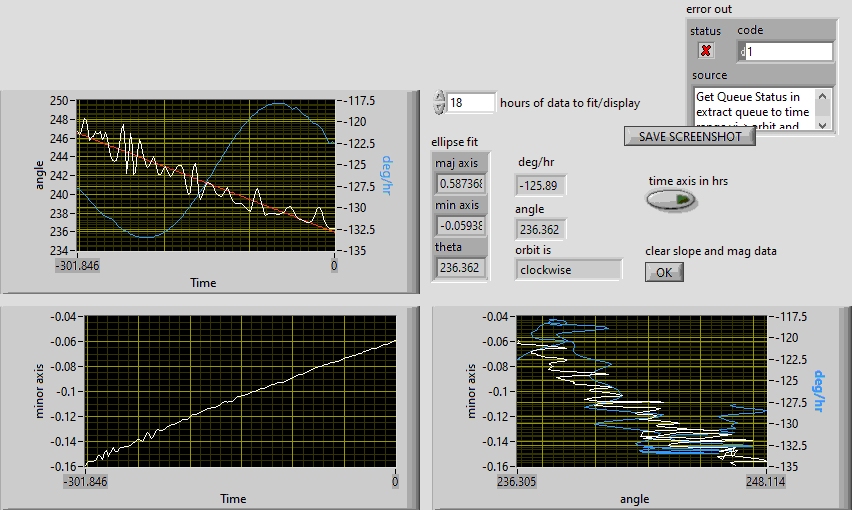 error out
status
code
d1
source
Get Queue Status in
extract queue to time
SAVE SCREENSHOT
18
hours of data to fit/display
250
248
246
244
242
240
238
236
234
angle
-117.5
-120
-122.5
-125
-127.5
-130
-132.5
-135
deg/hr
-301.846
0
Time
ellipse fit
maj axis
0.587368
min axis
-0.05938
theta
236.362
deg/hr
-125.89
angle
236.362
orbit is
clockwise
time axis in hrs
clear slope and mag data
OK
-0.04
-0.06
-0.08
-0.1
-0.12
-0.14
-0.16
minor axis
-301.846
0
Time
-0.04
-0.06
-0.08
-0.1
-0.12
-0.14
-0.16
minor axis
-117.5
-120
-122.5
-125
-127.5
-130
-132.5
-135
deg/hr
236.305
248.114
angle